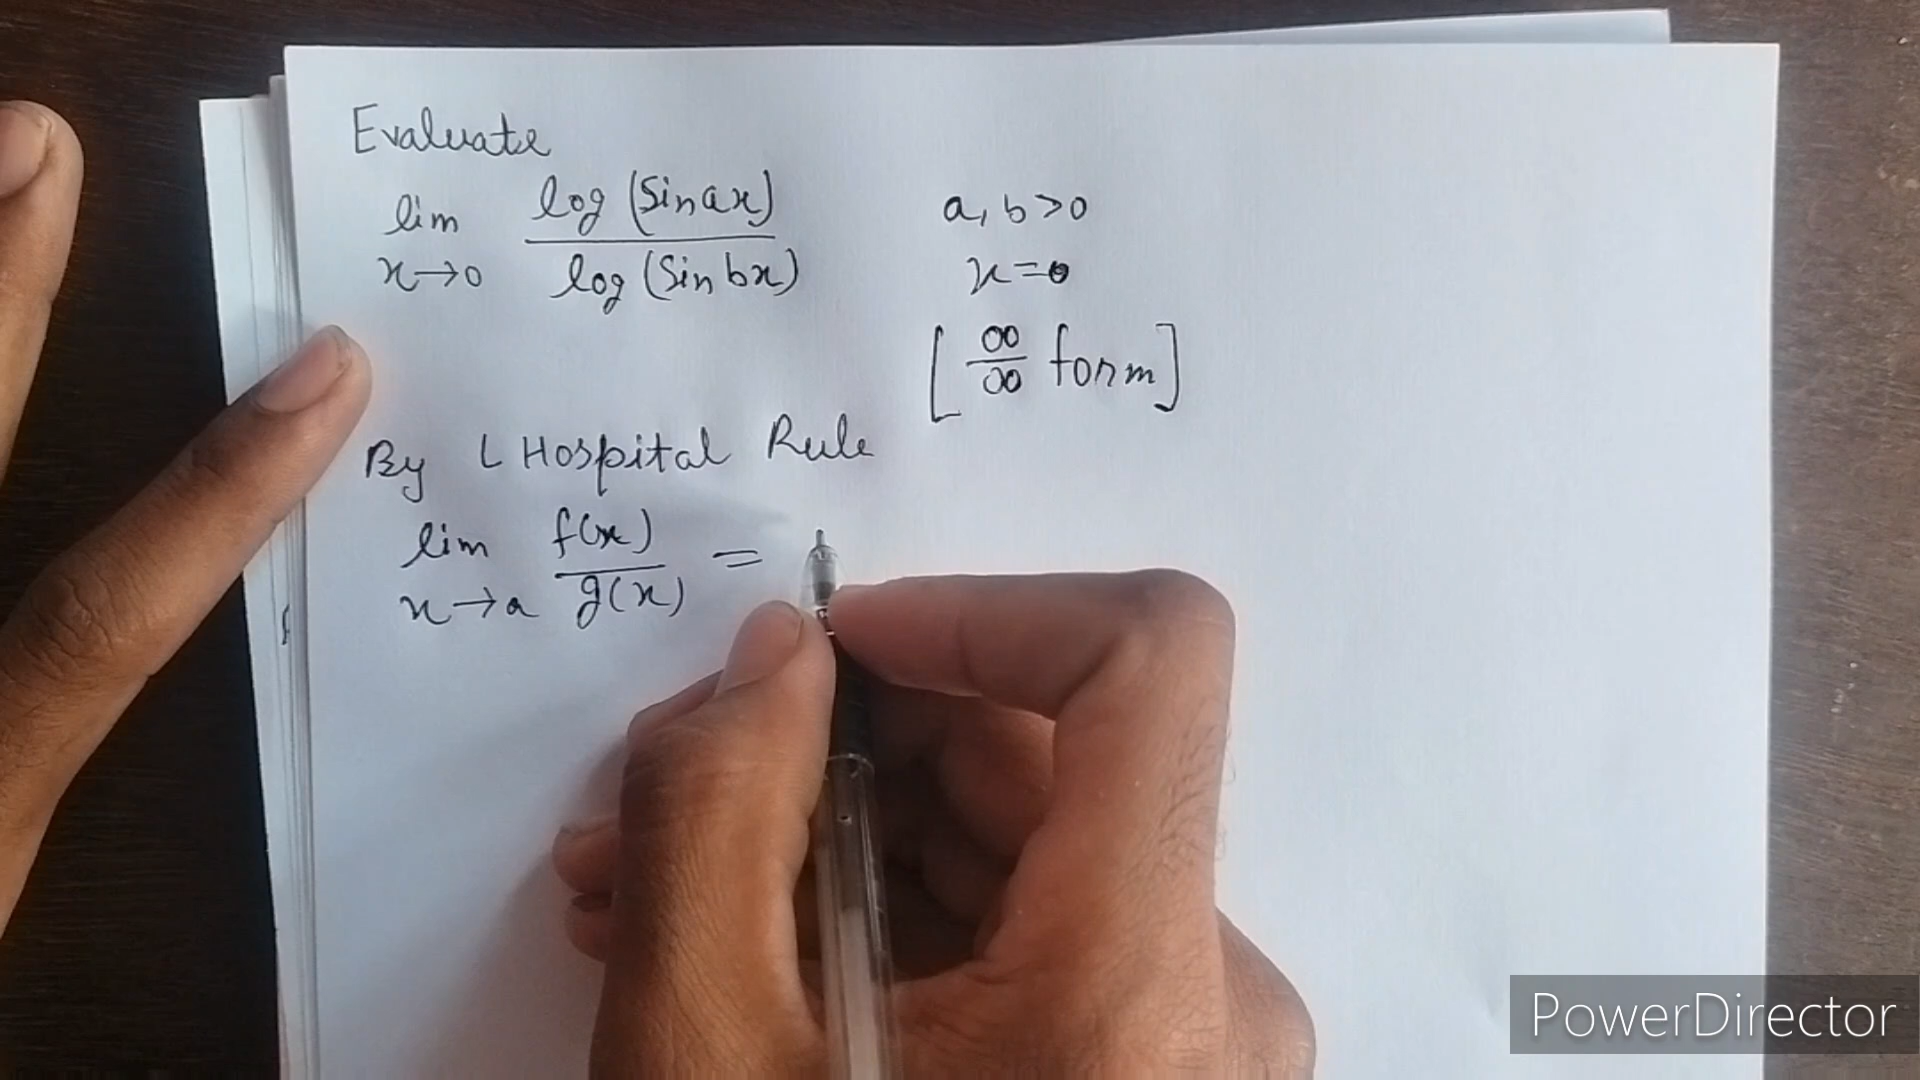 Evaluate
lim log (Sin ax)
x→0 log (Sin bx)
a, b > 0
x = 0
[ ∞/∞ form ]
By L Hospital Rule
lim f(x)
x→a g(x) =
PowerDirector